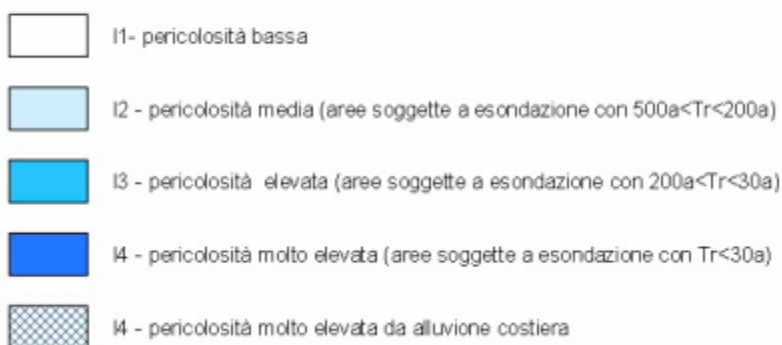 I1- pericolosità bassa
I2 - pericolosità media (aree soggette a esondazione con 500a<Tr<200a)
I3 - pericolosità elevata (aree soggette a esondazione con 200a<Tr<30a)
I4 - pericolosità molto elevata (aree soggette a esondazione con Tr<30a)
I4 - pericolosità molto elevata da alluvione costiera